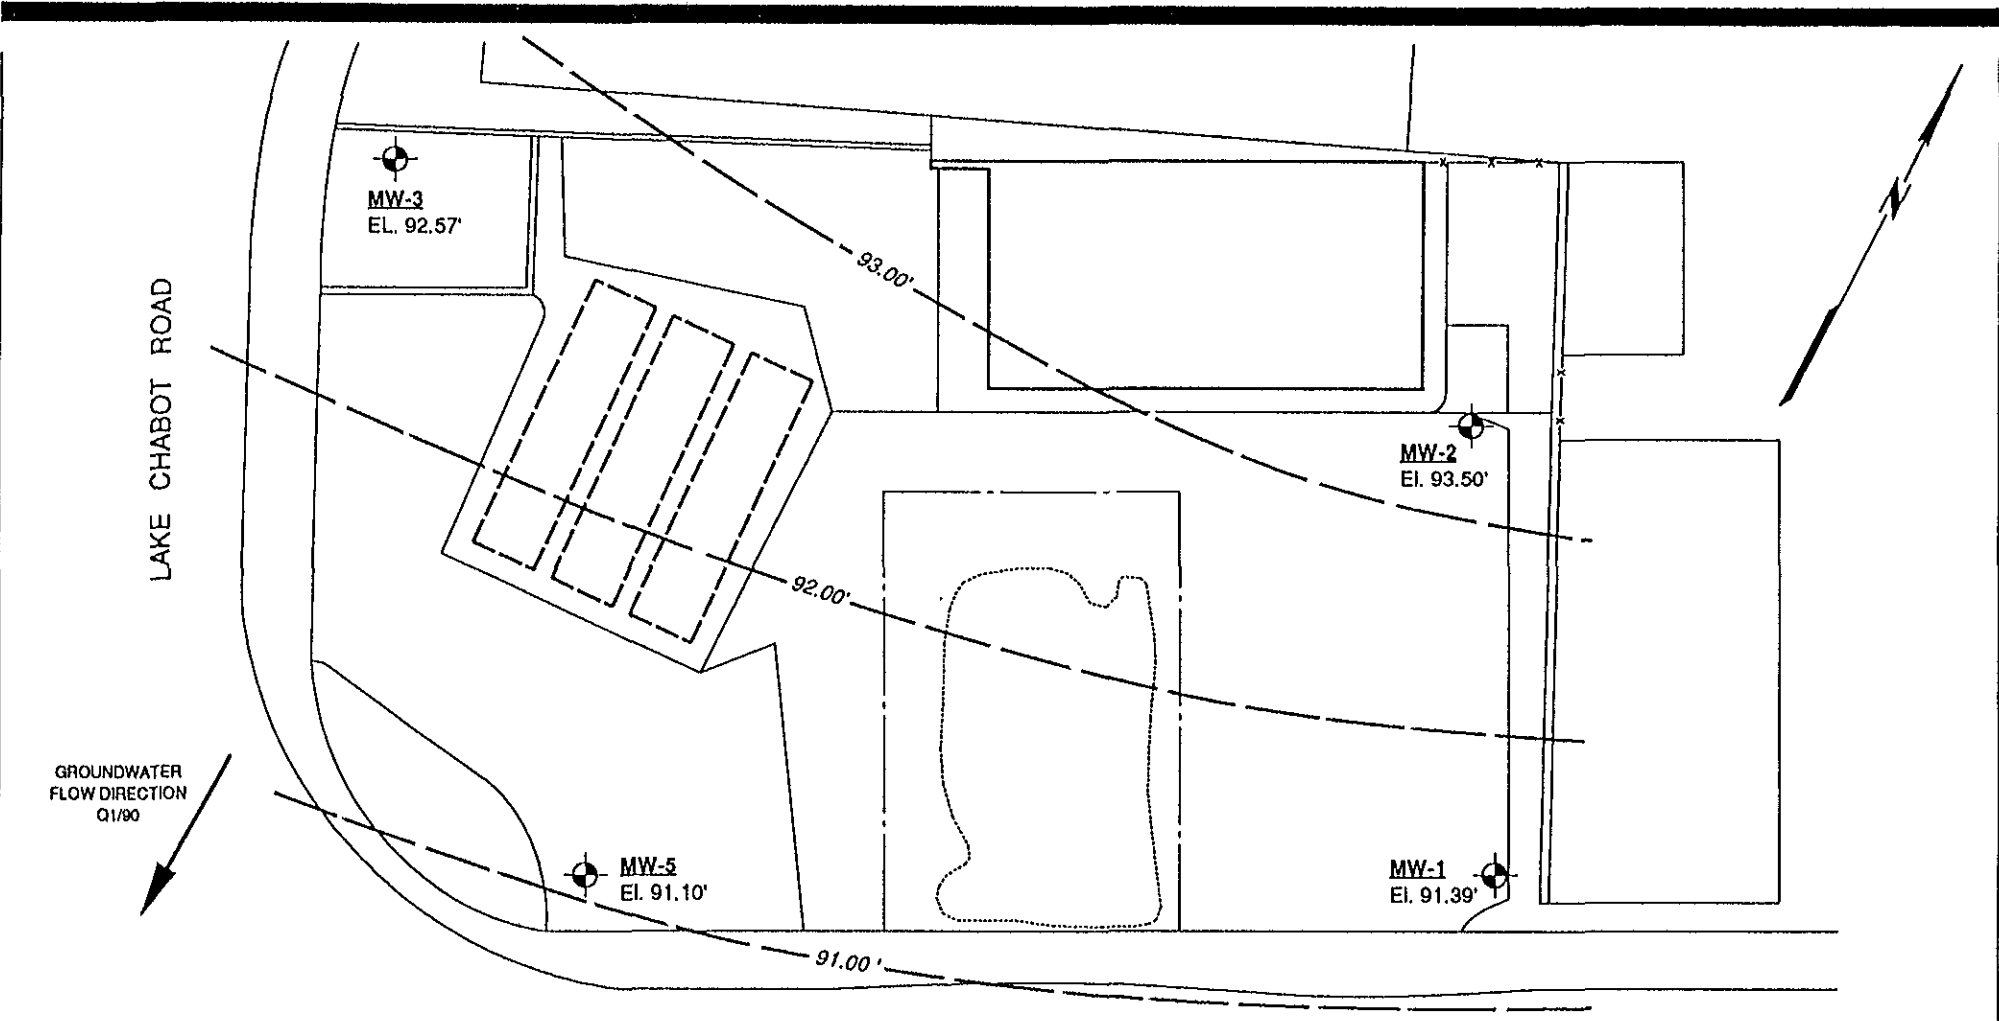 MW-3
EL. 92.57'
N
LAKE CHABOT ROAD
93.00'
MW-2
El. 93.50'
92.00'
GROUNDWATER
FLOW DIRECTION
Q1/90
MW-5
El. 91.10'
MW-1
El. 91.39'
91.00'